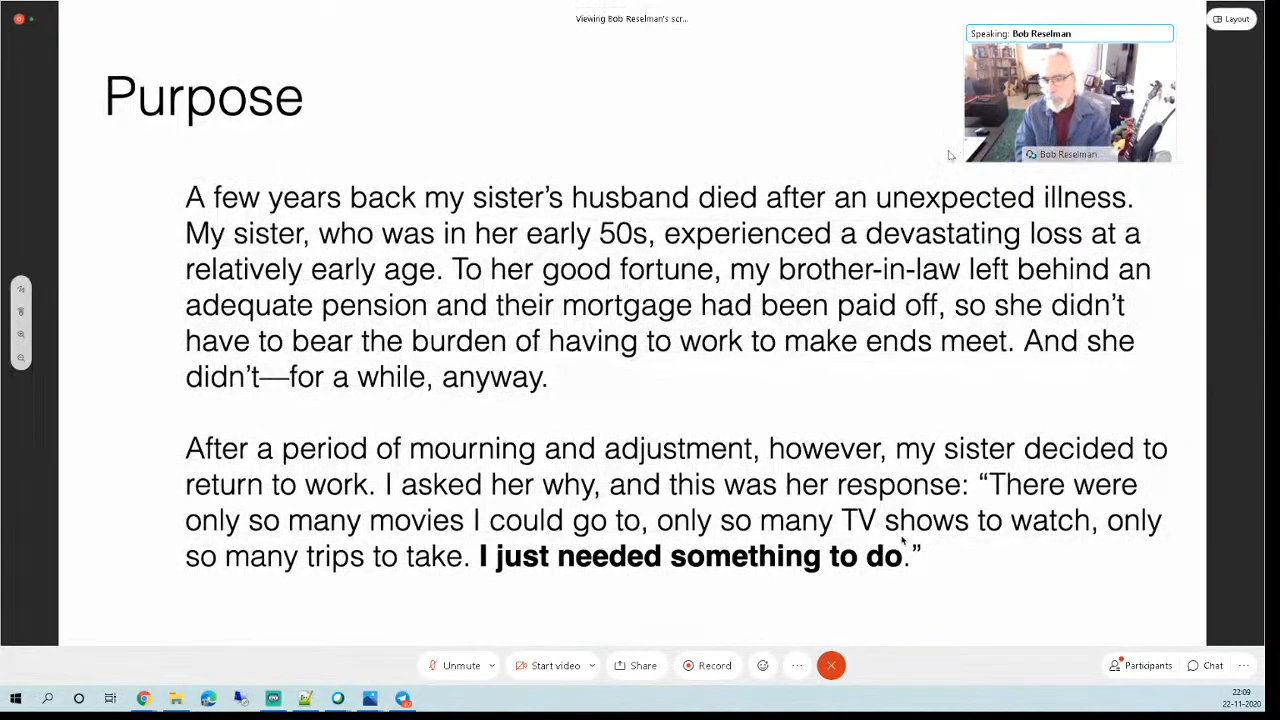 Viewing Bob Reselman's scr...
Layout
Speaking: Bob Reselman
Bob Reselman
Purpose
A few years back my sister’s husband died after an unexpected illness.
My sister, who was in her early 50s, experienced a devastating loss at a
relatively early age. To her good fortune, my brother-in-law left behind an
adequate pension and their mortgage had been paid off, so she didn’t
have to bear the burden of having to work to make ends meet. And she
didn’t—for a while, anyway.
After a period of mourning and adjustment, however, my sister decided to
return to work. I asked her why, and this was her response: “There were
only so many movies I could go to, only so many TV shows to watch, only
so many trips to take. I just needed something to do.”
Unmute
Start video
Share
Record
Participants
Chat
22:09
22-11-2020